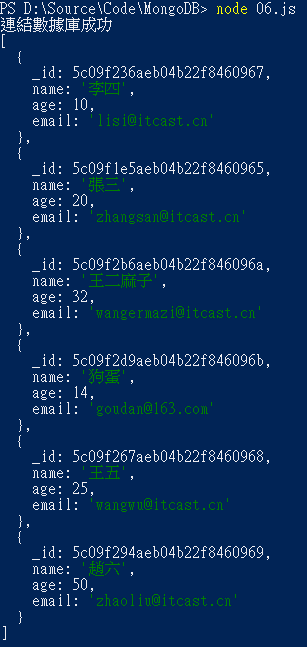 PS D:\Source\Code\MongoDB> node 06.js
連結數據庫成功
[
  {
    _id: 5c09f236aeb04b22f8460967,
    name: '李四',
    age: 10,
    email: 'lisi@itcast.cn'
  },
  {
    _id: 5c09f1e5aeb04b22f8460965,
    name: '張三',
    age: 20,
    email: 'zhangsan@itcast.cn'
  },
  {
    _id: 5c09f2b6aeb04b22f846096a,
    name: '王二麻子',
    age: 32,
    email: 'wangermazi@itcast.cn'
  },
  {
    _id: 5c09f2d9aeb04b22f846096b,
    name: '狗蛋',
    age: 14,
    email: 'goudan@163.com'
  },
  {
    _id: 5c09f267aeb04b22f8460968,
    name: '王五',
    age: 25,
    email: 'wangwu@itcast.cn'
  },
  {
    _id: 5c09f294aeb04b22f8460969,
    name: '趙六',
    age: 50,
    email: 'zhaoliu@itcast.cn'
  }
]